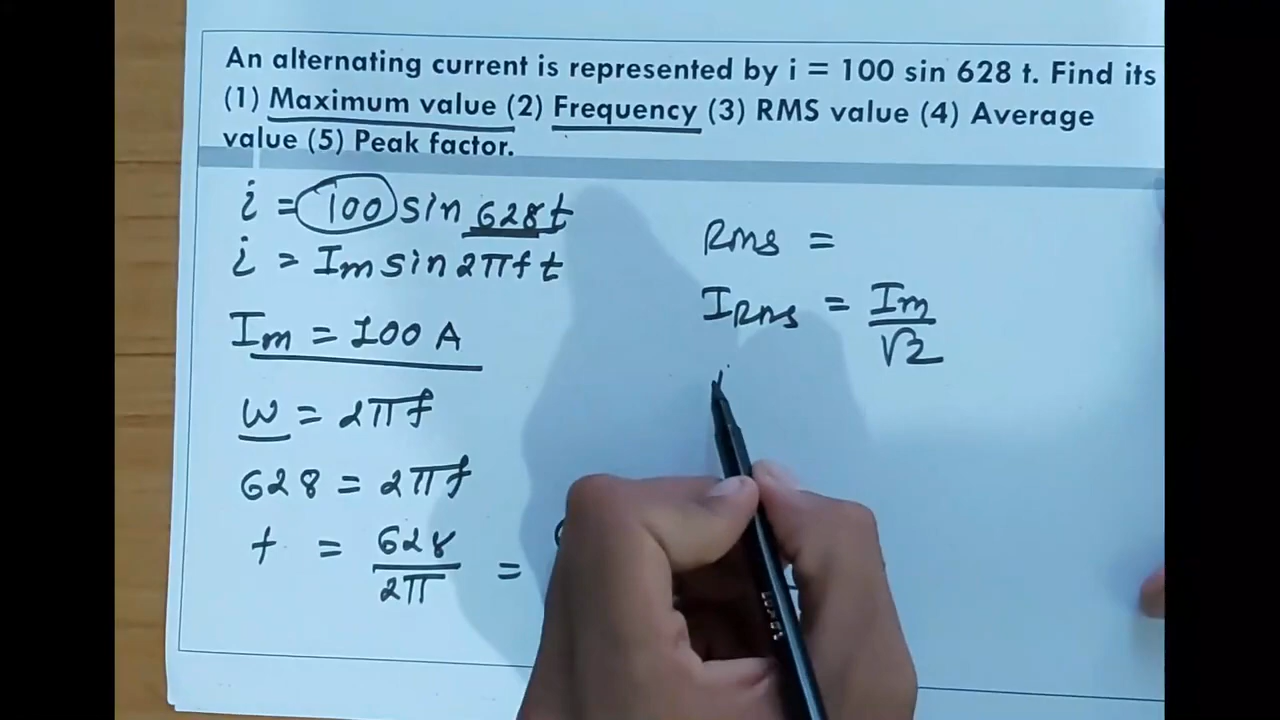 An alternating current is represented by i = 100 sin 628 t. Find its
(1) Maximum value (2) Frequency (3) RMS value (4) Average
value (5) Peak factor.
i = 100 sin 628t
i = Im sin 2πft
Im = 100 A
w = 2πf
628 = 2πf
f = 628/2π =
Rms =
IRms = Im/√2